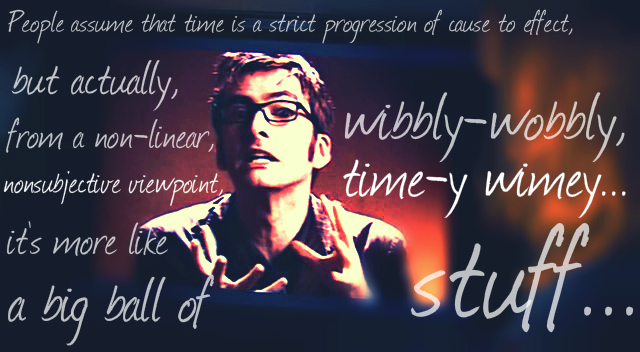 People assume that time is a strict progression of cause to effect,
but actually,
from a non-linear,
nonsubjective viewpoint,
it's more like
a big ball of
wibbly-wobbly,
time-y wimey...
stuff...